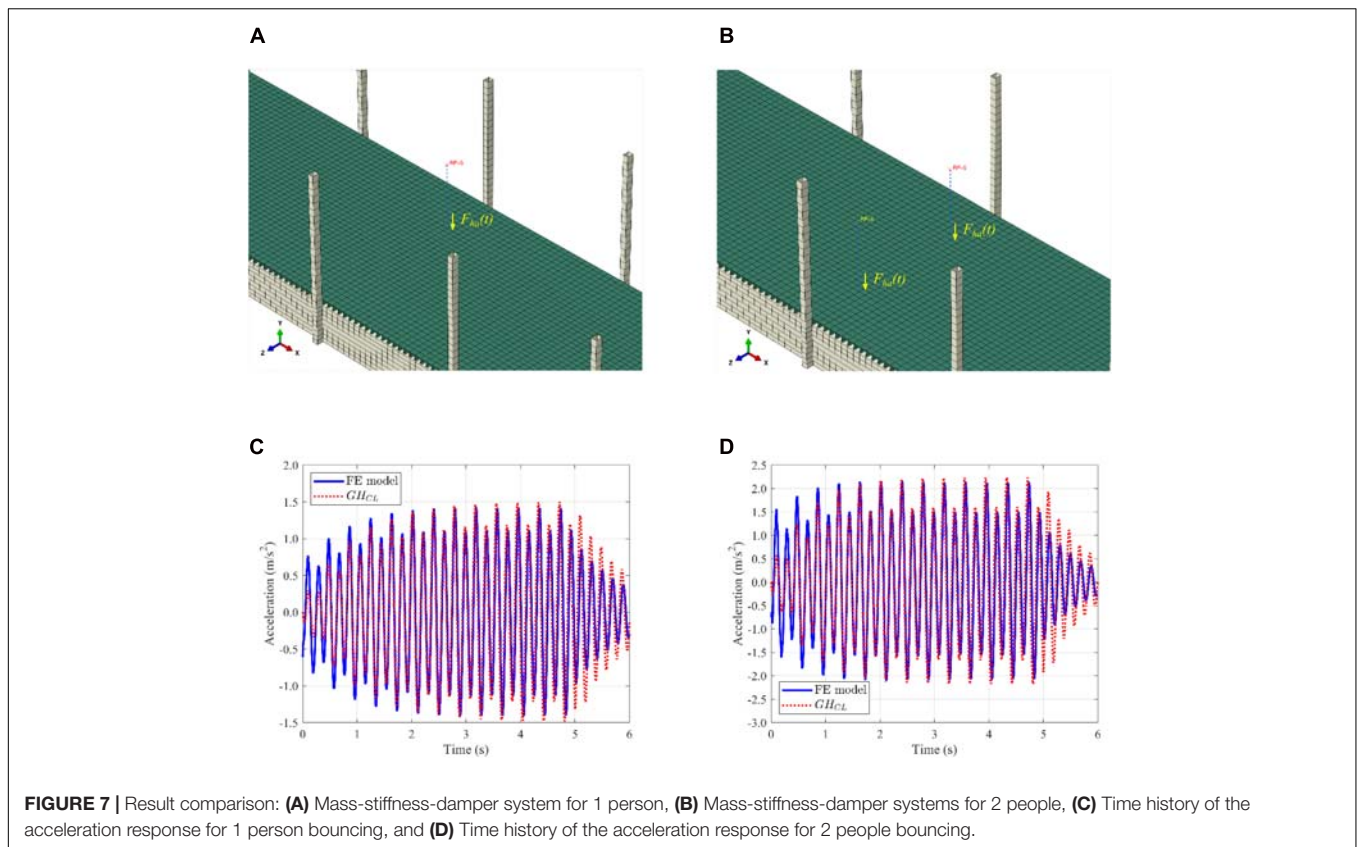 A
B
RP-1
F_ha(t)
F_ha(t)
F_ha(t)
Y
Z
X
Y
Z
X
C
D
2.0
1.5
1.0
0.5
0.0
-0.5
-1.0
-1.5
Acceleration (m/s²)
FE model
GH_CL
0 1 2 3 4 5 6
Time (s)
2.5
2.0
1.5
1.0
0.5
0.0
-0.5
-1.0
-1.5
-2.0
-2.5
-3.0
Acceleration (m/s²)
FE model
GH_CL
0 1 2 3 4 5 6
Time (s)
FIGURE 7 | Result comparison: (A) Mass-stiffness-damper system for 1 person, (B) Mass-stiffness-damper systems for 2 people, (C) Time history of the
acceleration response for 1 person bouncing, and (D) Time history of the acceleration response for 2 people bouncing.